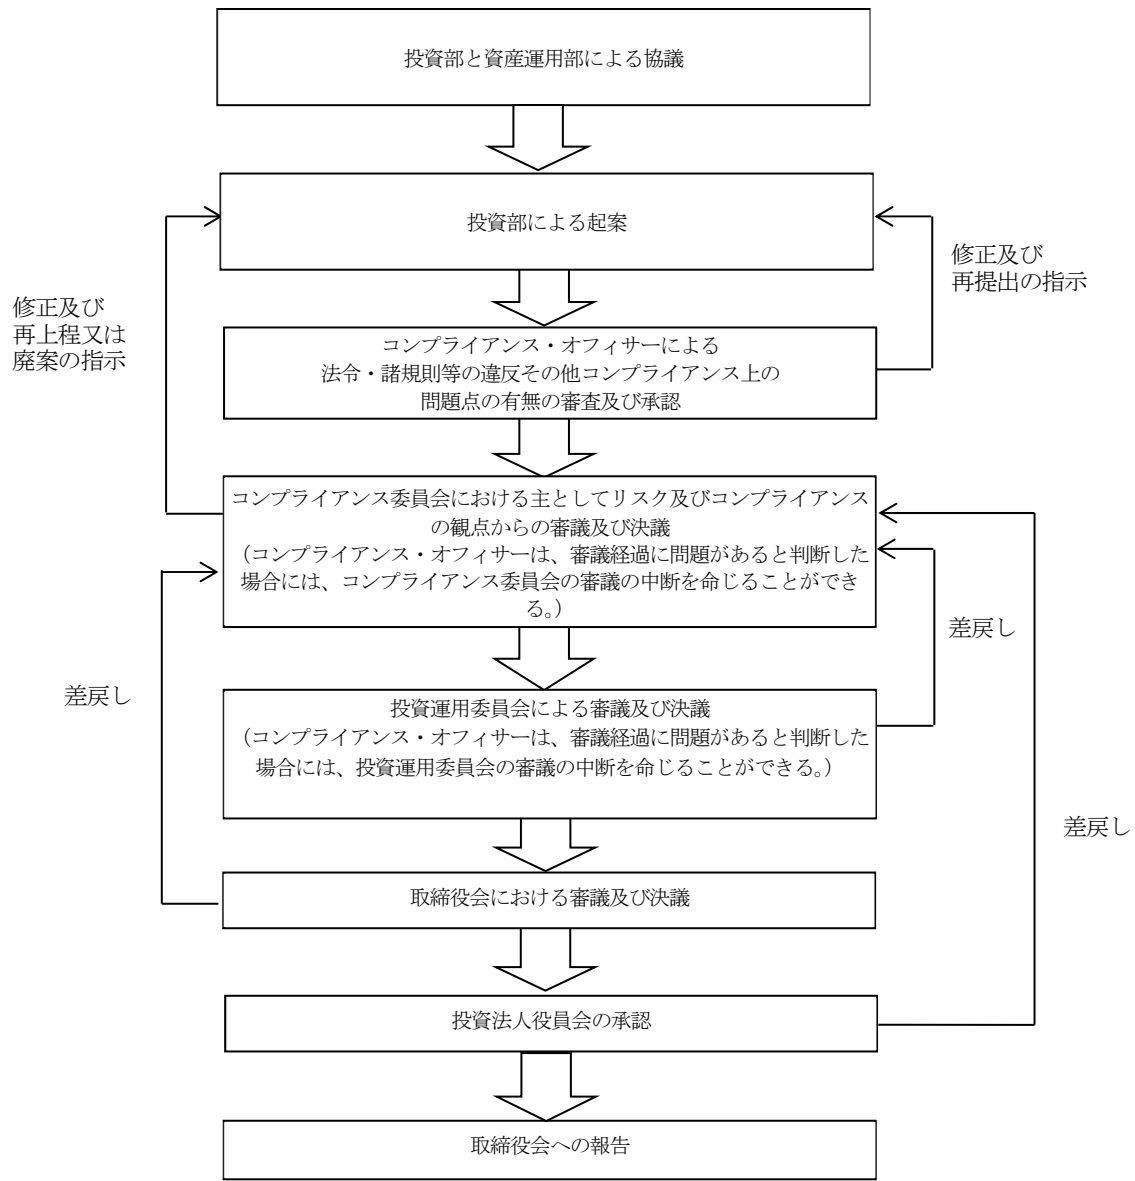 投資部と資産運用部による協議
投資部による起案
修正及び
再提出の指示
修正及び
再上程又は
廃案の指示
コンプライアンス・オフィサーによる
法令・諸規則等の違反その他コンプライアンス上の
問題点の有無の審査及び承認
コンプライアンス委員会における主としてリスク及びコンプライアンス
の観点からの審議及び決議
（コンプライアンス・オフィサーは、審議経過に問題があると判断した
場合には、コンプライアンス委員会の審議の中断を命じることができ
る。）
差戻し
差戻し
投資運用委員会による審議及び決議
（コンプライアンス・オフィサーは、審議経過に問題があると判断した
場合には、投資運用委員会の審議の中断を命じることができる。）
差戻し
取締役会における審議及び決議
投資法人役員会の承認
取締役会への報告